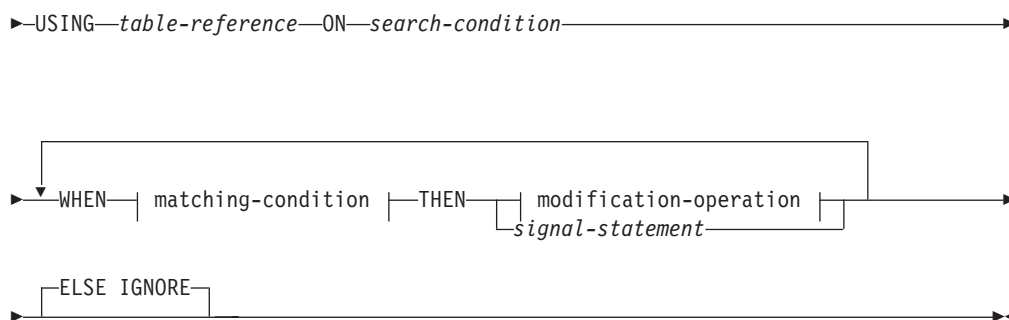 USING table-reference ON search-condition
WHEN matching-condition THEN modification-operation
signal-statement
ELSE IGNORE